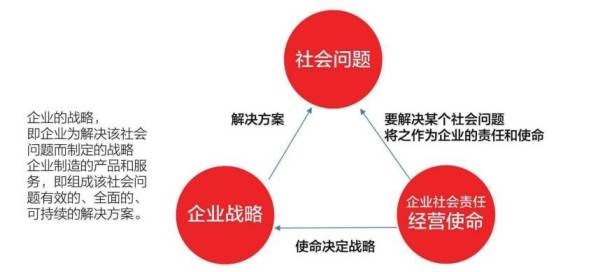 社会问题
解决方案
要解决某个社会问题
将之作为企业的责任和使命
企业的战略，
即企业为解决该社会
问题而制定的战略
企业制造的产品和服
务，即组成该社会问
题有效的、全面的、
可持续的解决方案。
企业战略
企业社会责任
经营使命
使命决定战略